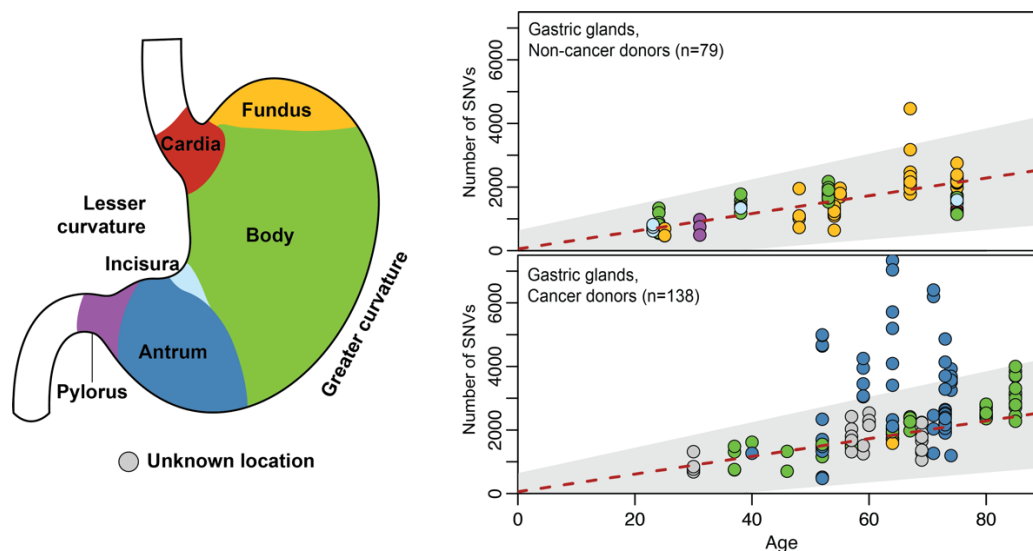 Fundus
Cardia
Lesser
curvature
Body
Incisura
Greater curvature
Antrum
Pylorus
Unknown location
Gastric glands,
Non-cancer donors (n=79)
Number of SNVs
0
2000
4000
6000
Gastric glands,
Cancer donors (n=138)
Number of SNVs
0
2000
4000
6000
0 20 40 60 80
Age